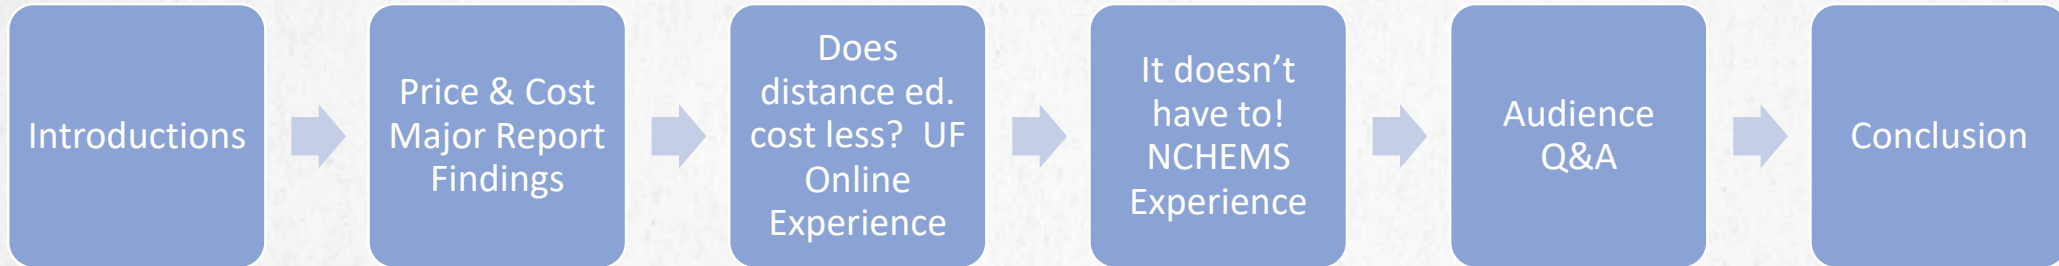 Introductions
Price & Cost
Major Report
Findings
Does
distance ed.
cost less?  UF
Online
Experience
It doesn’t
have to!
NCHEMS
Experience
Audience
Q&A
Conclusion